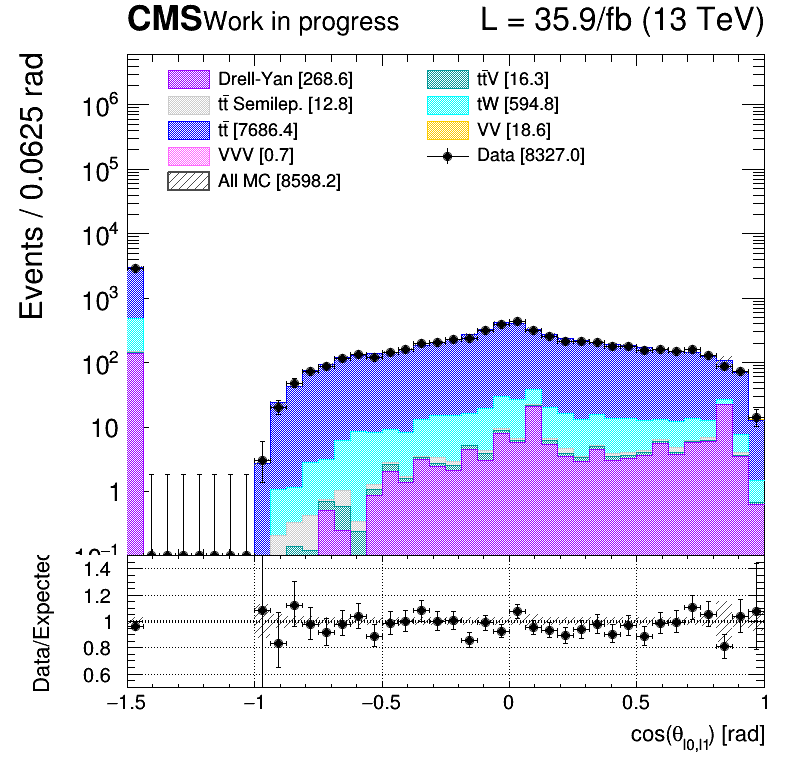 CMS Work in progress L = 35.9/fb (13 TeV)
Drell-Yan [268.6] tt̄V [16.3]
tt̄ Semilep. [12.8] tW [594.8]
tt̄ [7686.4] VV [18.6]
VVV [0.7] Data [8327.0]
All MC [8598.2]
Events / 0.0625 rad
10⁶
10⁵
10⁴
10³
10²
10
1
10⁻¹
Data/Expected
1.4
1.2
1
0.8
0.6
−1.5 −1 −0.5 0 0.5 1
cos(θ_l0,l1) [rad]